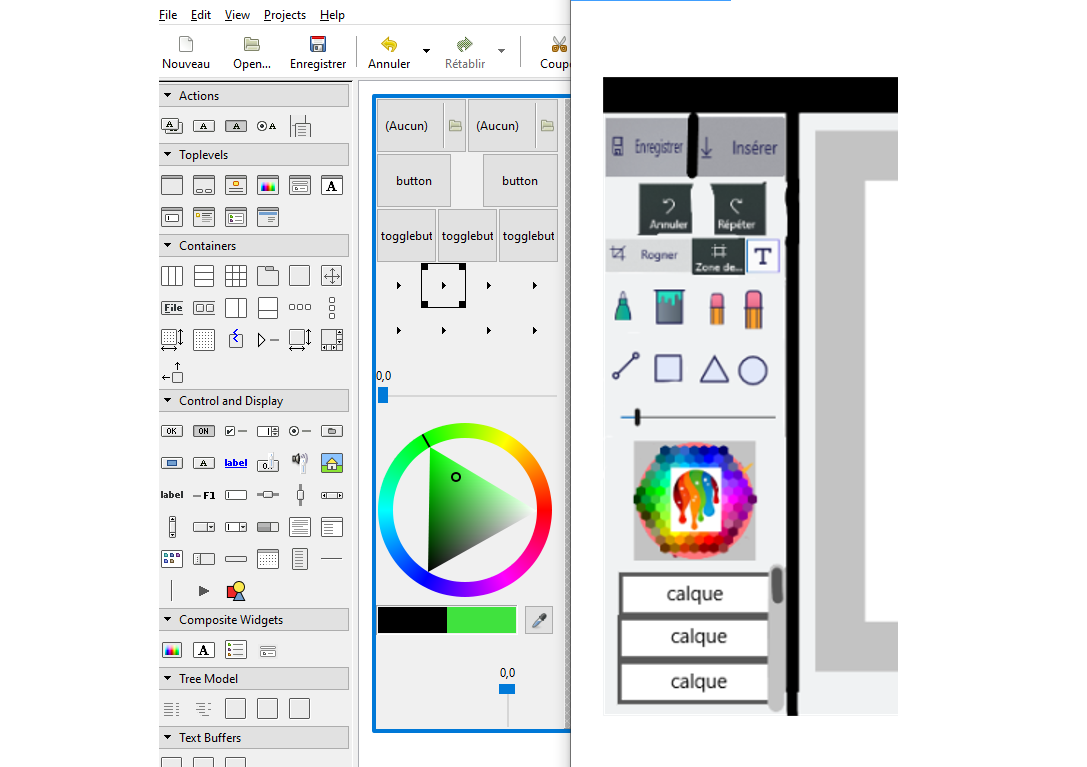 File Edit View Projects Help
Nouveau Open... Enregistrer Annuler Rétablir Coupe
Actions
A A A A
Toplevels
A
Containers
File
Control and Display
OK ON
A label 0.
label F1
Composite Widgets
A
Tree Model
Text Buffers
(Aucun) (Aucun)
button button
togglebut togglebut togglebut
0,0
0,0
Enregistrer Insérer
Annuler Répéter
Rogner Zone de... T
calque
calque
calque